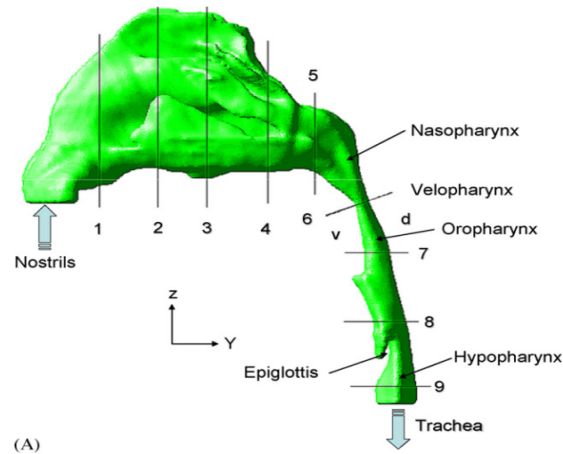 5
Nasopharynx
Velopharynx
6
d
v
Oropharynx
1
2
3
4
7
Nostrils
z
Y
8
Epiglottis
Hypopharynx
9
Trachea
(A)